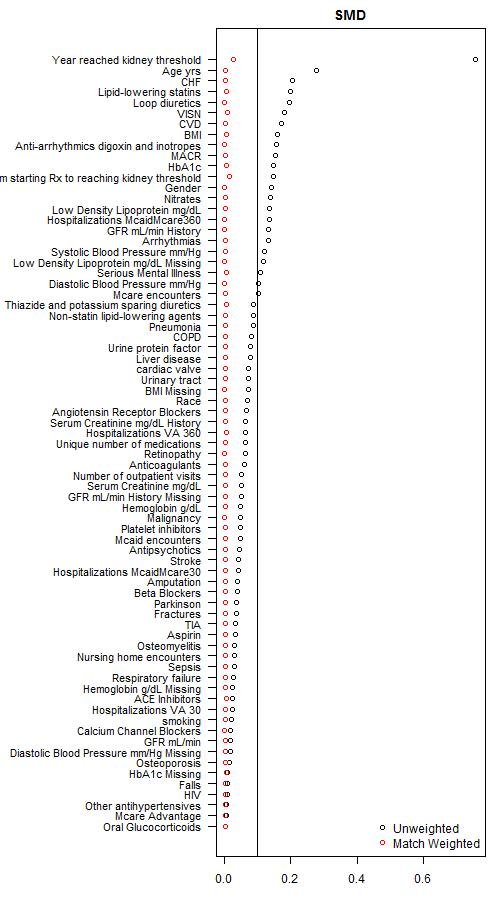 SMD
Year reached kidney threshold
Age yrs
CHF
Lipid-lowering statins
Loop diuretics
VISN
CVD
BMI
Anti-arrhythmics digoxin and inotropes
MACR
HbA1c
m starting Rx to reaching kidney threshold
Gender
Nitrates
Low Density Lipoprotein mg/dL
Hospitalizations McaidMcare360
GFR mL/min History
Arrhythmias
Systolic Blood Pressure mm/Hg
Low Density Lipoprotein mg/dL Missing
Serious Mental Illness
Diastolic Blood Pressure mm/Hg
Mcare encounters
Thiazide and potassium sparing diuretics
Non-statin lipid-lowering agents
Pneumonia
COPD
Urine protein factor
Liver disease
cardiac valve
Urinary tract
BMI Missing
Race
Angiotensin Receptor Blockers
Serum Creatinine mg/dL History
Hospitalizations VA 360
Unique number of medications
Retinopathy
Anticoagulants
Number of outpatient visits
Serum Creatinine mg/dL
GFR mL/min History Missing
Hemoglobin g/dL
Malignancy
Platelet inhibitors
Mcaid encounters
Antipsychotics
Stroke
Hospitalizations McaidMcare30
Amputation
Beta Blockers
Parkinson
Fractures
TIA
Aspirin
Osteomyelitis
Nursing home encounters
Sepsis
Respiratory failure
Hemoglobin g/dL Missing
ACE Inhibitors
Hospitalizations VA 30
smoking
Calcium Channel Blockers
GFR mL/min
Diastolic Blood Pressure mm/Hg Missing
Osteoporosis
HbA1c Missing
Falls
HIV
Other antihypertensives
Mcare Advantage
Oral Glucocorticoids
Unweighted
Match Weighted
0.0 0.2 0.4 0.6